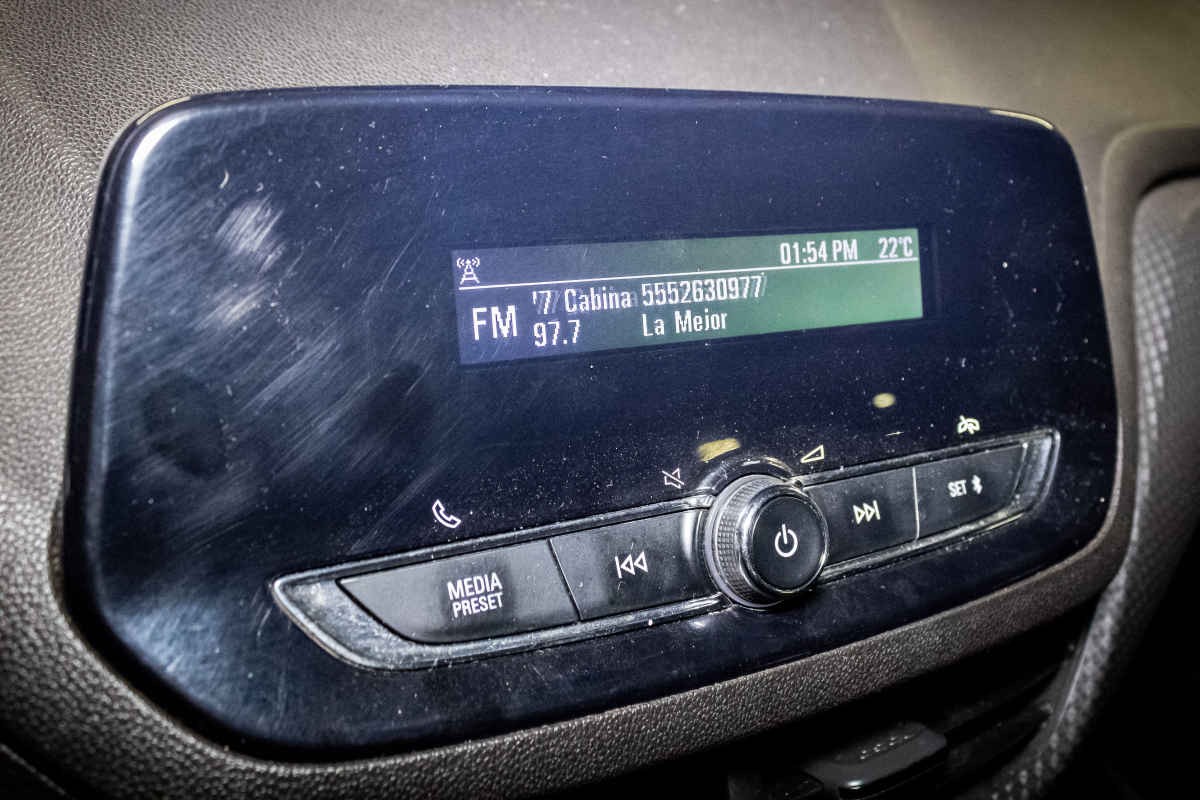 01:54 PM 22°C
FM '7/ Cabina 5552630977
97.7 La Mejor
MEDIA
PRESET
SET